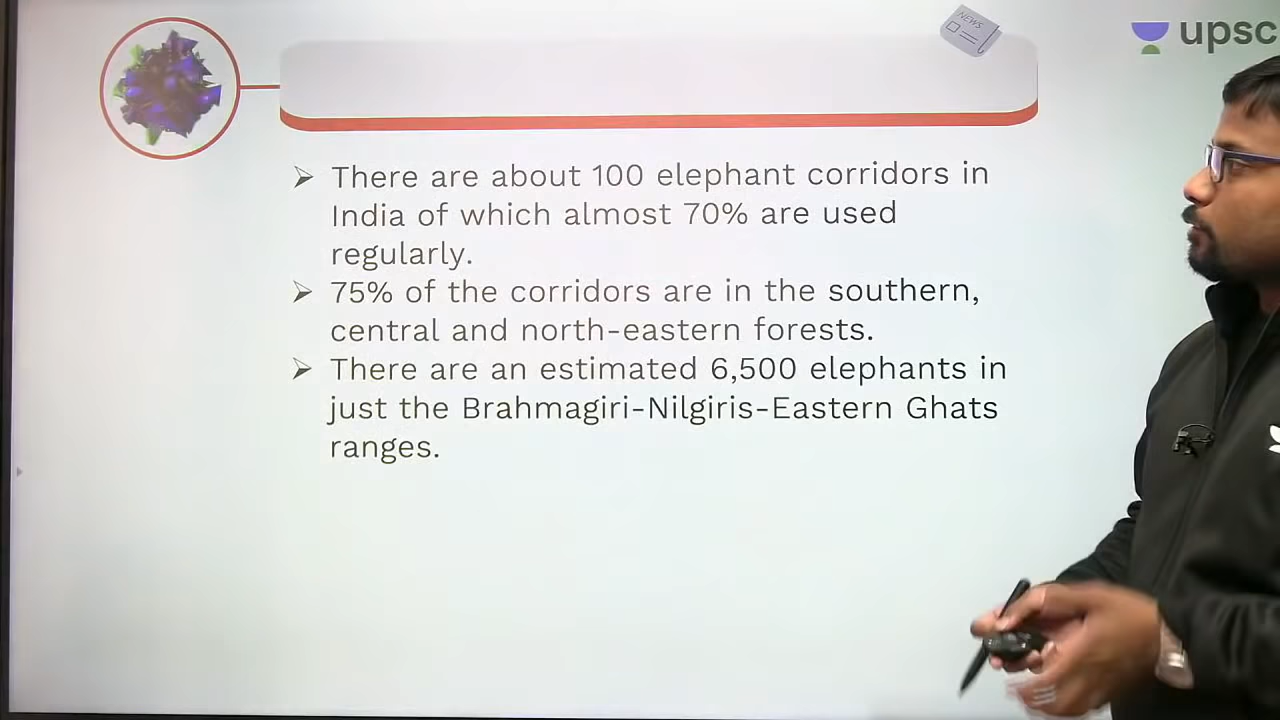 NEWS
upsc
There are about 100 elephant corridors in
India of which almost 70% are used
regularly.
75% of the corridors are in the southern,
central and north-eastern forests.
There are an estimated 6,500 elephants in
just the Brahmagiri-Nilgiris-Eastern Ghats
ranges.